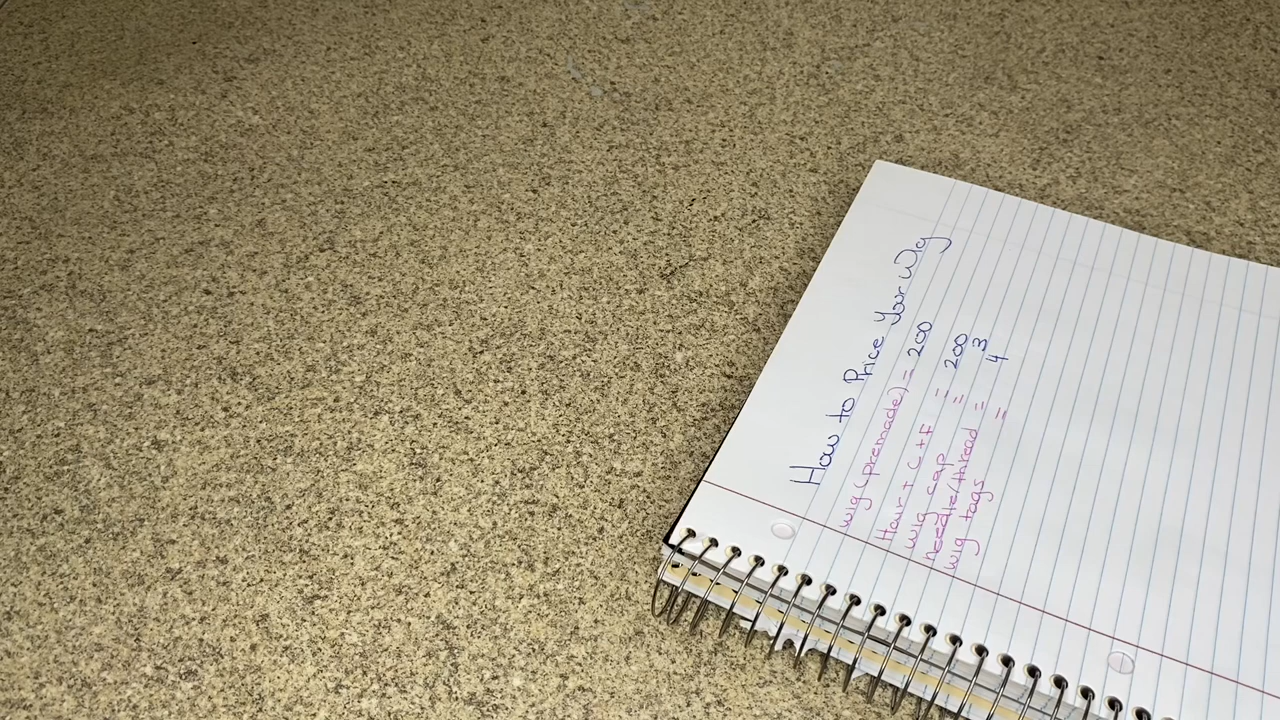 How to Price Your Wig
wig (premade) = 200
Hair + C + F = 200
wig cap = 3
needle/thread = 4
wig tags =